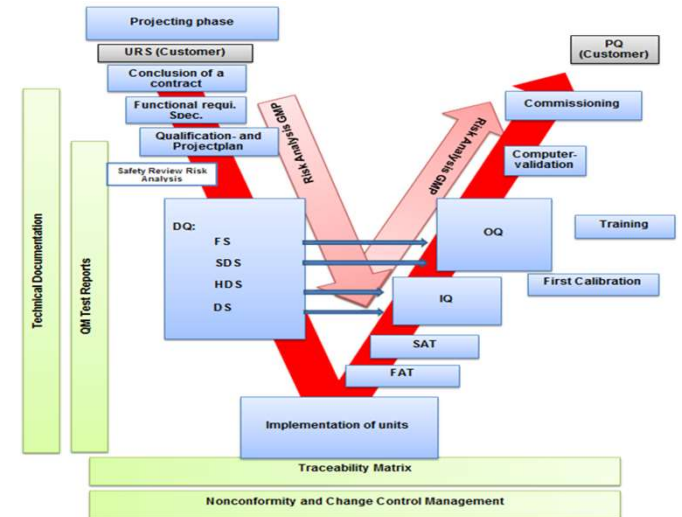 Projecting phase
URS (Customer)
Conclusion of a
contract
Functional requi.
Spec.
Qualification- and
Projectplan
Safety Review Risk
Analysis
DQ:
FS
SDS
HDS
DS
Risk Analysis GMP
Risk Analysis GMP
PQ
(Customer)
Commissioning
Computer-
validation
Training
OQ
First Calibration
IQ
SAT
FAT
Implementation of units
Technical Documentation
QM Test Reports
Traceability Matrix
Nonconformity and Change Control Management